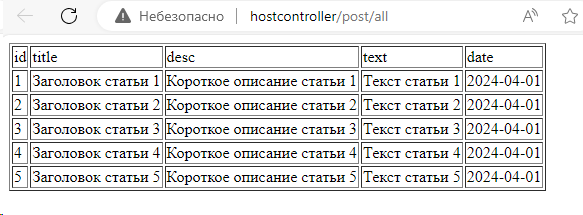 Небезопасно hostcontroller/post/all
id title desc text date
1 Заголовок статьи 1 Короткое описание статьи 1 Текст статьи 1 2024-04-01
2 Заголовок статьи 2 Короткое описание статьи 2 Текст статьи 2 2024-04-01
3 Заголовок статьи 3 Короткое описание статьи 3 Текст статьи 3 2024-04-01
4 Заголовок статьи 4 Короткое описание статьи 4 Текст статьи 4 2024-04-01
5 Заголовок статьи 5 Короткое описание статьи 5 Текст статьи 5 2024-04-01